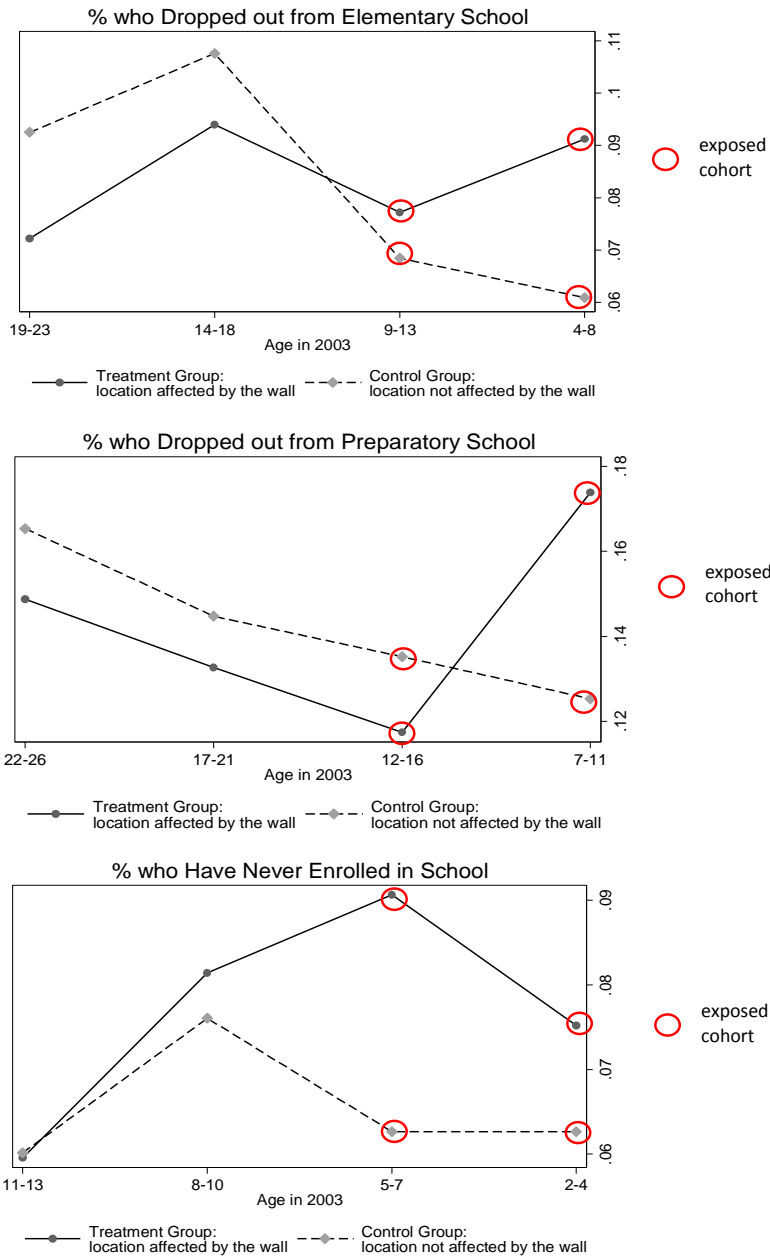 % who Dropped out from Elementary School
.11
.1
.09
.08
.07
.06
exposed
cohort
19-23 14-18 9-13 4-8
Age in 2003
Treatment Group:
location affected by the wall
Control Group:
location not affected by the wall
% who Dropped out from Preparatory School
.18
.16
.14
.12
exposed
cohort
22-26 17-21 12-16 7-11
Age in 2003
Treatment Group:
location affected by the wall
Control Group:
location not affected by the wall
% who Have Never Enrolled in School
.09
.08
.07
.06
exposed
cohort
11-13 8-10 5-7 2-4
Age in 2003
Treatment Group:
location affected by the wall
Control Group:
location not affected by the wall